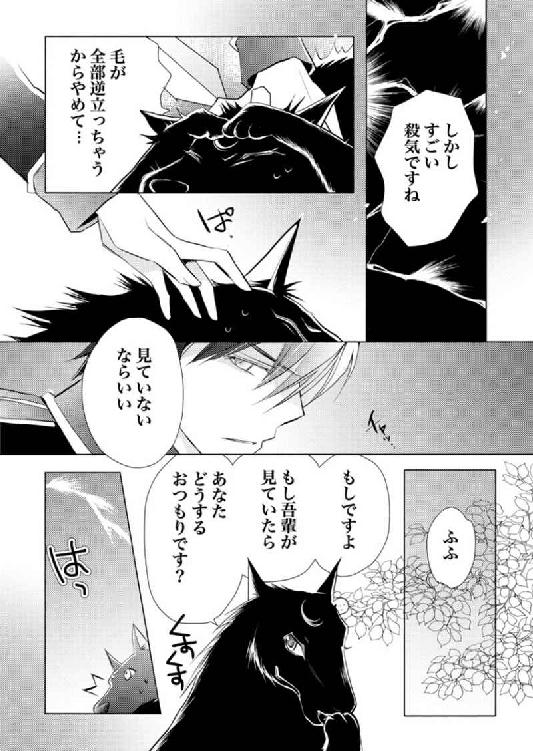 しかし
すごい
殺気ですね
毛が
全部逆立っちゃう
からやめて…
ぱっ
見ていない
ならいい
ふふ
もしですよ
もし吾輩が
見ていたら
あなた
どうする
おつもりです?
くすくす
はっ